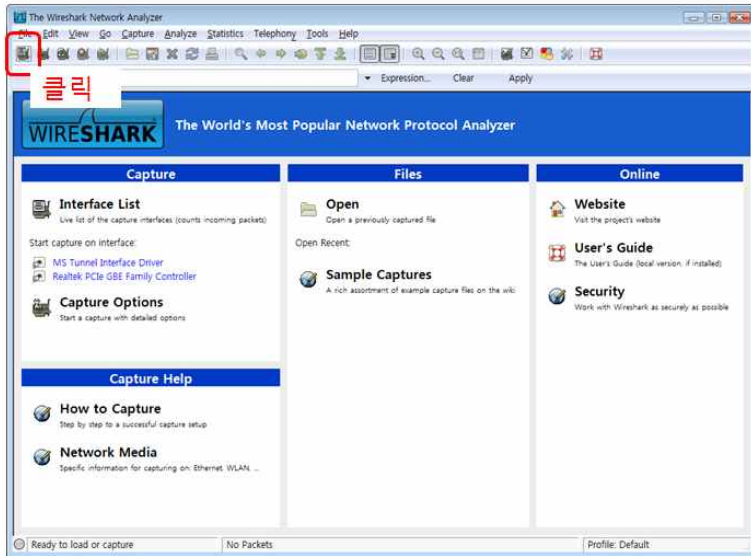 The Wireshark Network Analyzer
File Edit View Go Capture Analyze Statistics Telephony Tools Help
Expression... Clear Apply
클릭
WIRESHARK
The World's Most Popular Network Protocol Analyzer
Capture
Interface List
Live list of the capture interfaces (counts incoming packets)
Start capture on interface:
MS Tunnel Interface Driver
Realtek PCIe GBE Family Controller
Capture Options
Start a capture with detailed options
Capture Help
How to Capture
Step by step to a successful capture setup
Network Media
Specific information for capturing on: Ethernet, WLAN, ...
Files
Open
Open a previously captured file
Open Recent:
Sample Captures
A rich assortment of example capture files on the wiki
Online
Website
Visit the project's website
User's Guide
The User's Guide (local version, if installed)
Security
Work with Wireshark as securely as possible
Ready to load or capture
No Packets
Profile: Default